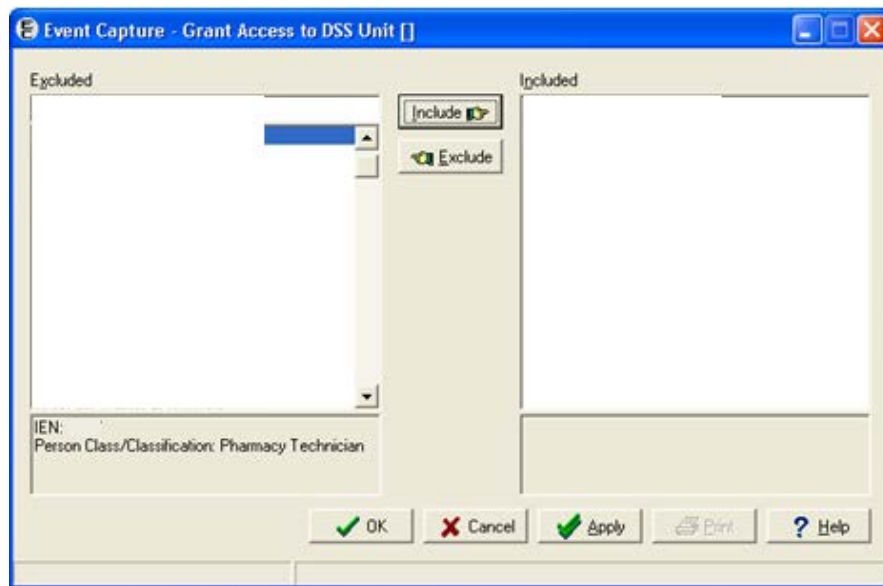 Event Capture - Grant Access to DSS Unit []
Excluded
Included
Include
Exclude
IEN:
Person Class/Classification: Pharmacy Technician
OK
Cancel
Apply
Print
Help